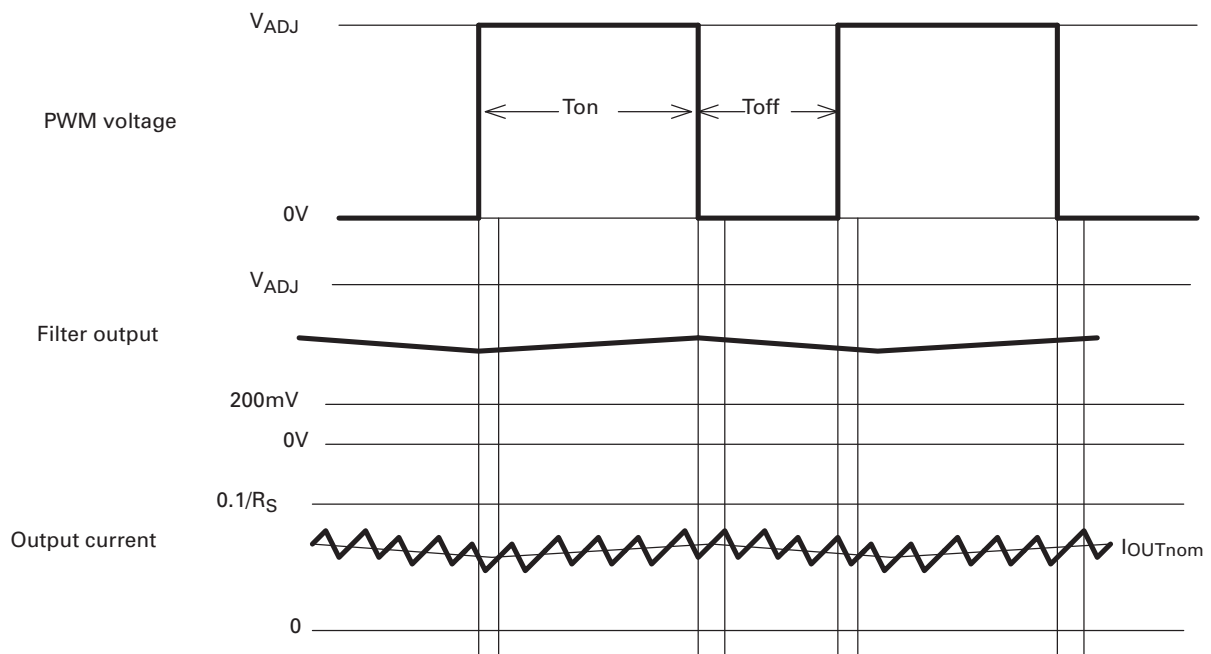 VADJ
Ton
Toff
PWM voltage
0V
VADJ
Filter output
200mV
0V
0.1/RS
Output current
IOUTnom
0